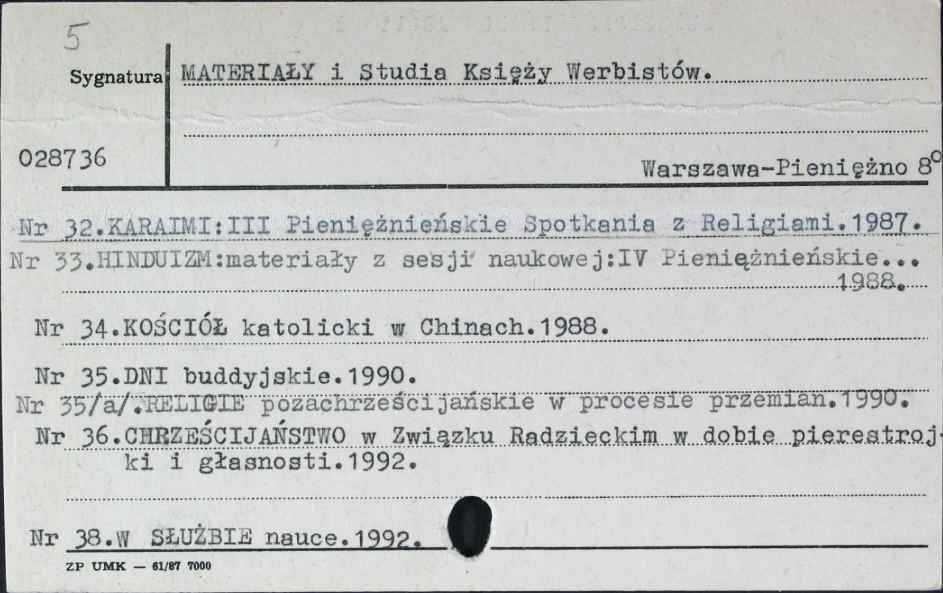 5
Sygnatura MATERIAŁY i Studia Księży Werbistów.
028736
Warszawa-Pieniężno 8°
Nr 32.KARAIMI:III Pieniężnieńskie Spotkania z Religiami.1987.
Nr 33.HINDUIZM:materiały z sesji naukowej:IV Pieniężnieńskie...
1988.
Nr 34.KOŚCIÓŁ katolicki w Chinach.1988.
Nr 35.DNI buddyjskie.1990.
Nr 35/a/.RELIGIE pozachrześcijańskie w procesie przemian.1990.
Nr 36.CHRZEŚCIJAŃSTWO w Związku Radzieckim w dobie pierestroj-
ki i głasnosti.1992.
Nr 38.W SŁUŻBIE nauce.1992.
ZP UMK — 61/87 7000